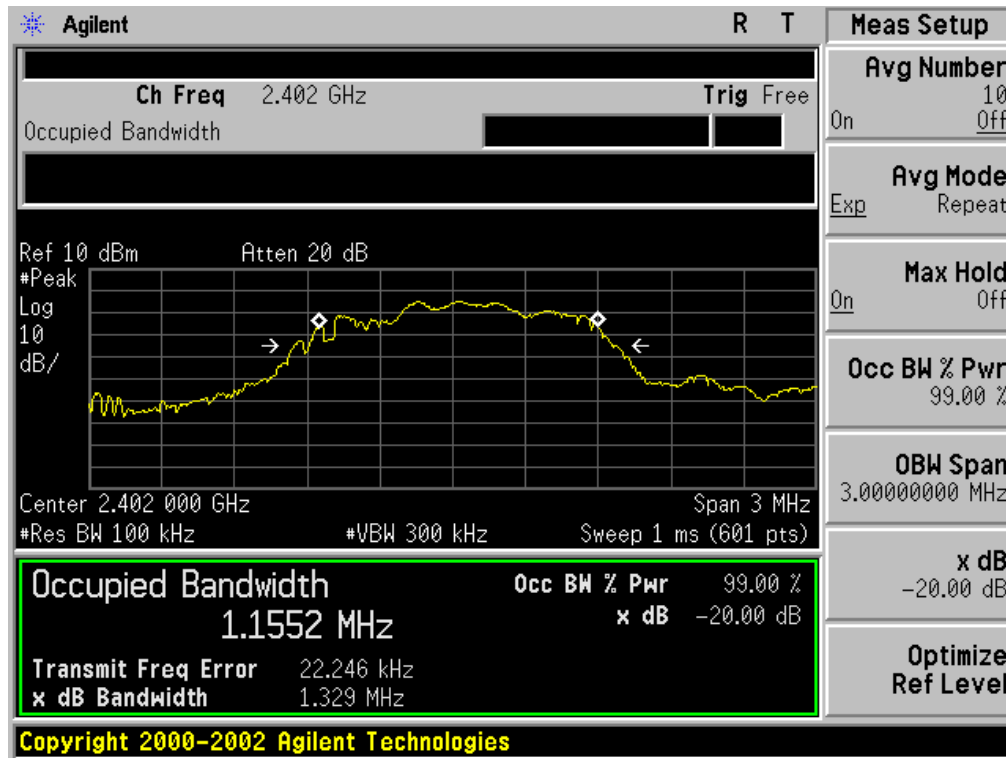 Agilent R T
Ch Freq 2.402 GHz Trig Free
Occupied Bandwidth
Ref 10 dBm Atten 20 dB
#Peak
Log
10
dB/
Center 2.402 000 GHz Span 3 MHz
#Res BW 100 kHz #VBW 300 kHz Sweep 1 ms (601 pts)
Occupied Bandwidth Occ BW % Pwr 99.00 %
1.1552 MHz x dB -20.00 dB
Transmit Freq Error 22.246 kHz
x dB Bandwidth 1.329 MHz
Copyright 2000-2002 Agilent Technologies
Meas Setup
Avg Number
10
On Off
Avg Mode
Exp Repeat
Max Hold
On Off
Occ BW % Pwr
99.00 %
OBW Span
3.00000000 MHz
x dB
-20.00 dB
Optimize
Ref Level